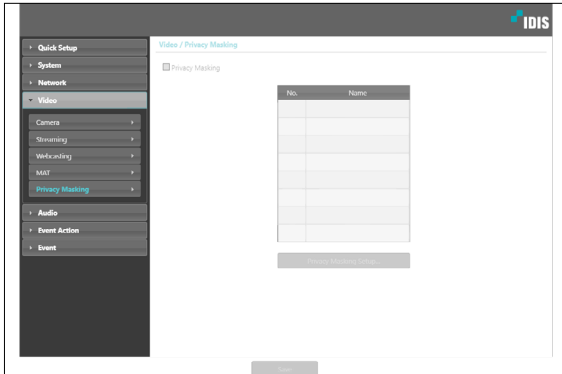 IDIS
Quick Setup
System
Network
Video
Camera
Streaming
Webcasting
MAT
Privacy Masking
Audio
Event Action
Event
Video / Privacy Masking
Privacy Masking
No. Name
Privacy Masking Setup...
Save